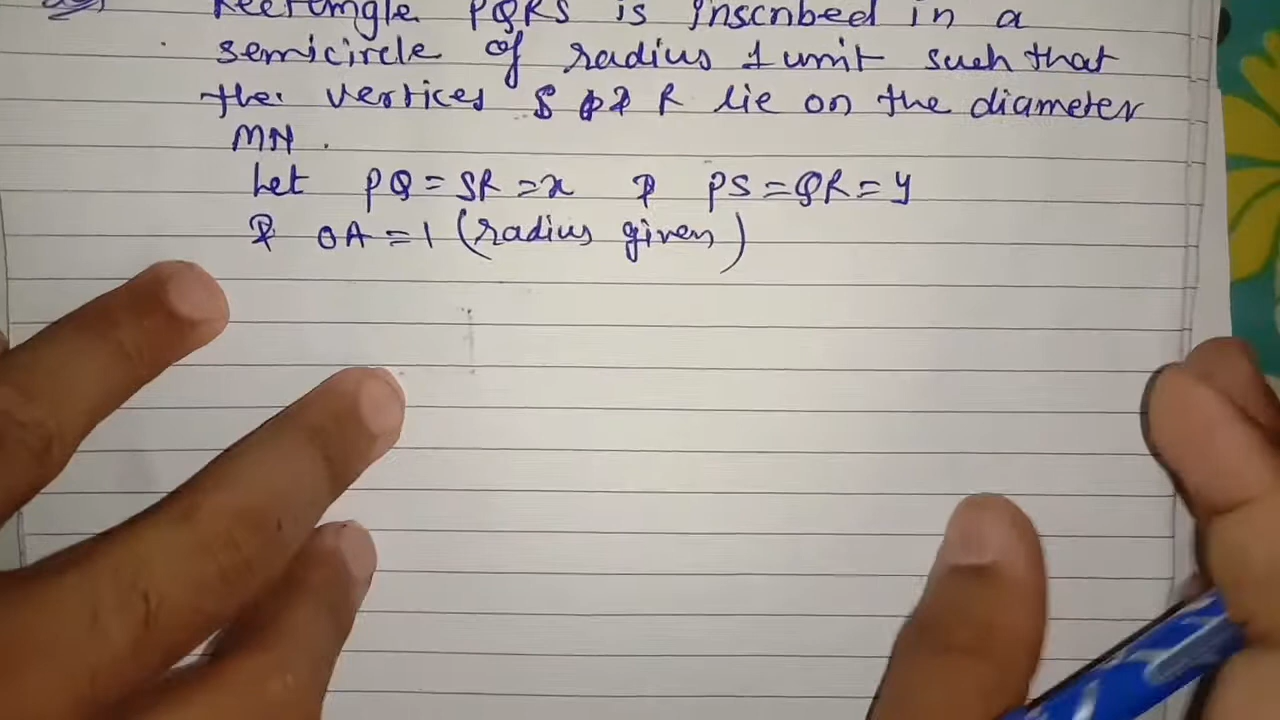 Rectangle PQRS is Inscribed in a
semicircle of radius 1 unit such that
the vertices S & R lie on the diameter
MN .
Let PQ = SR = x & PS = QR = y
& OA = 1 (radius given)